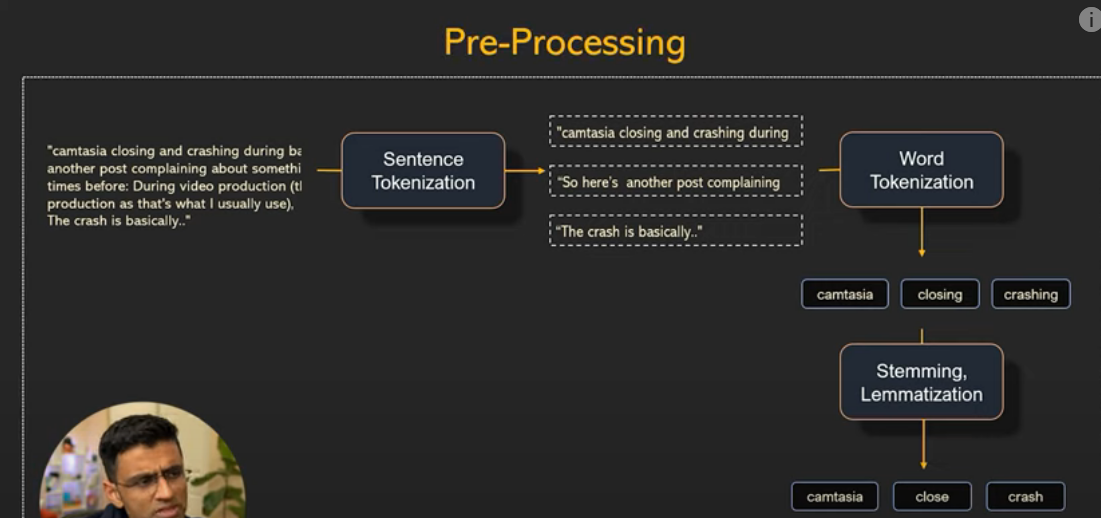 Pre-Processing
"camtasia closing and crashing during ba
another post complaining about somethi
times before: During video production (tl
production as that's what I usually use),
The crash is basically.."
Sentence
Tokenization
"camtasia closing and crashing during
"So here's another post complaining
"The crash is basically.."
Word
Tokenization
camtasia
closing
crashing
Stemming,
Lemmatization
camtasia
close
crash